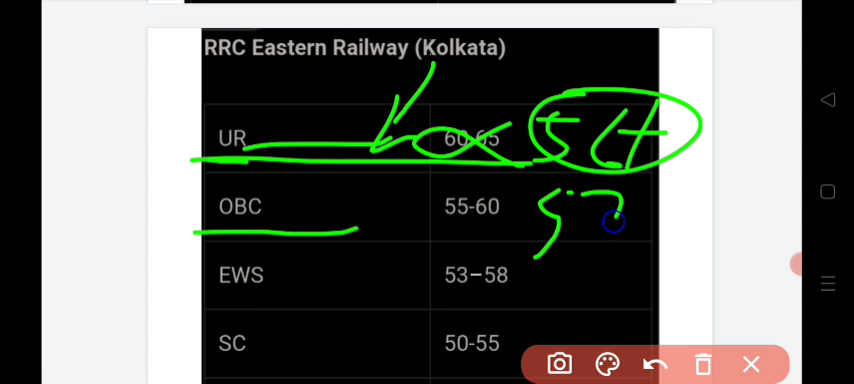 RRC Eastern Railway (Kolkata)
UR 60-65 54
OBC 55-60
EWS 53–58
SC 50-55